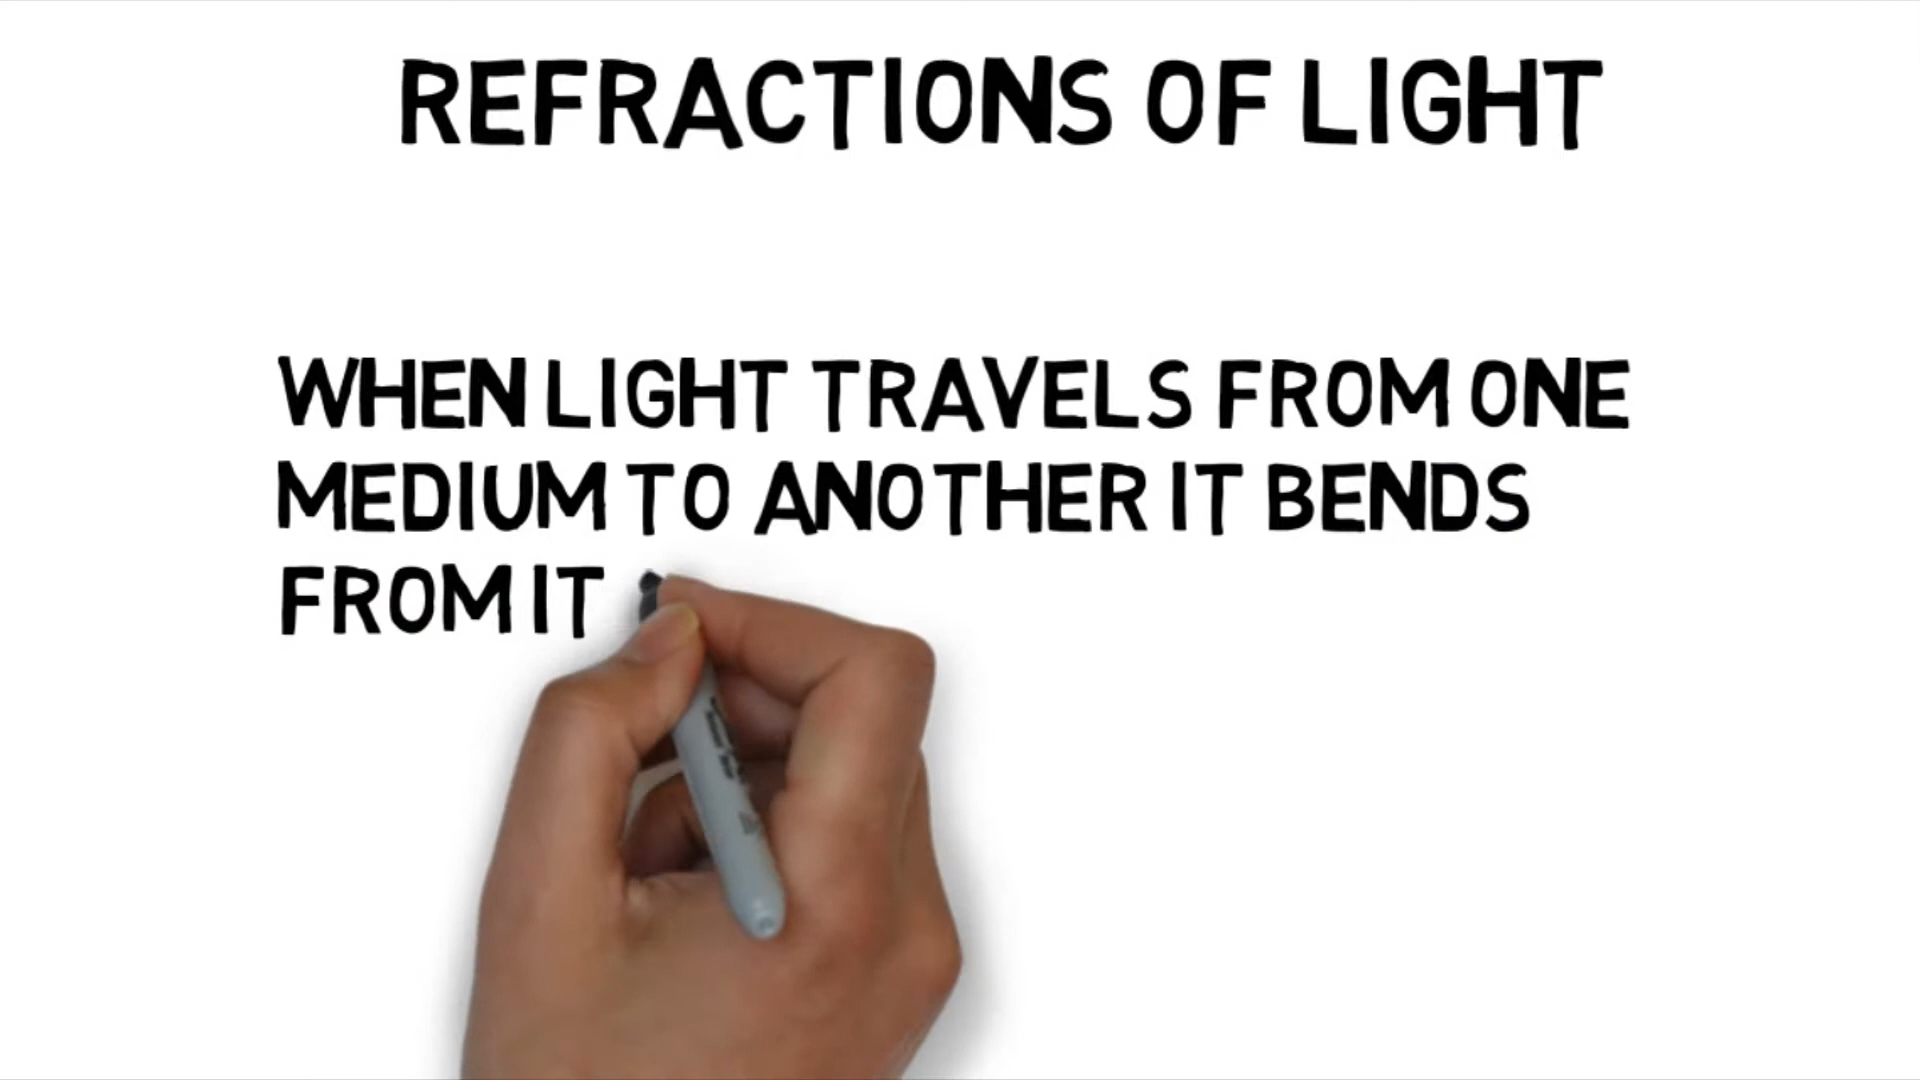 REFRACTIONS OF LIGHT
WHEN LIGHT TRAVELS FROM ONE
MEDIUM TO ANOTHER IT BENDS
FROM IT